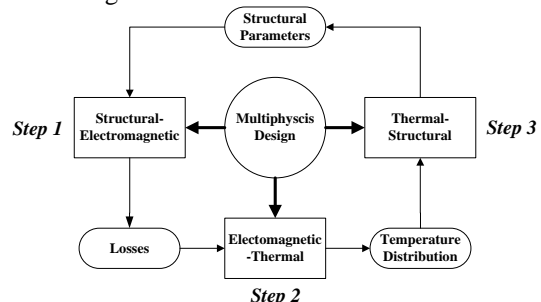 Structural
Parameters
Step 1
Structural-
Electromagnetic
Multiphyscis
Design
Thermal-
Structural
Step 3
Losses
Electomagnetic
-Thermal
Temperature
Distribution
Step 2